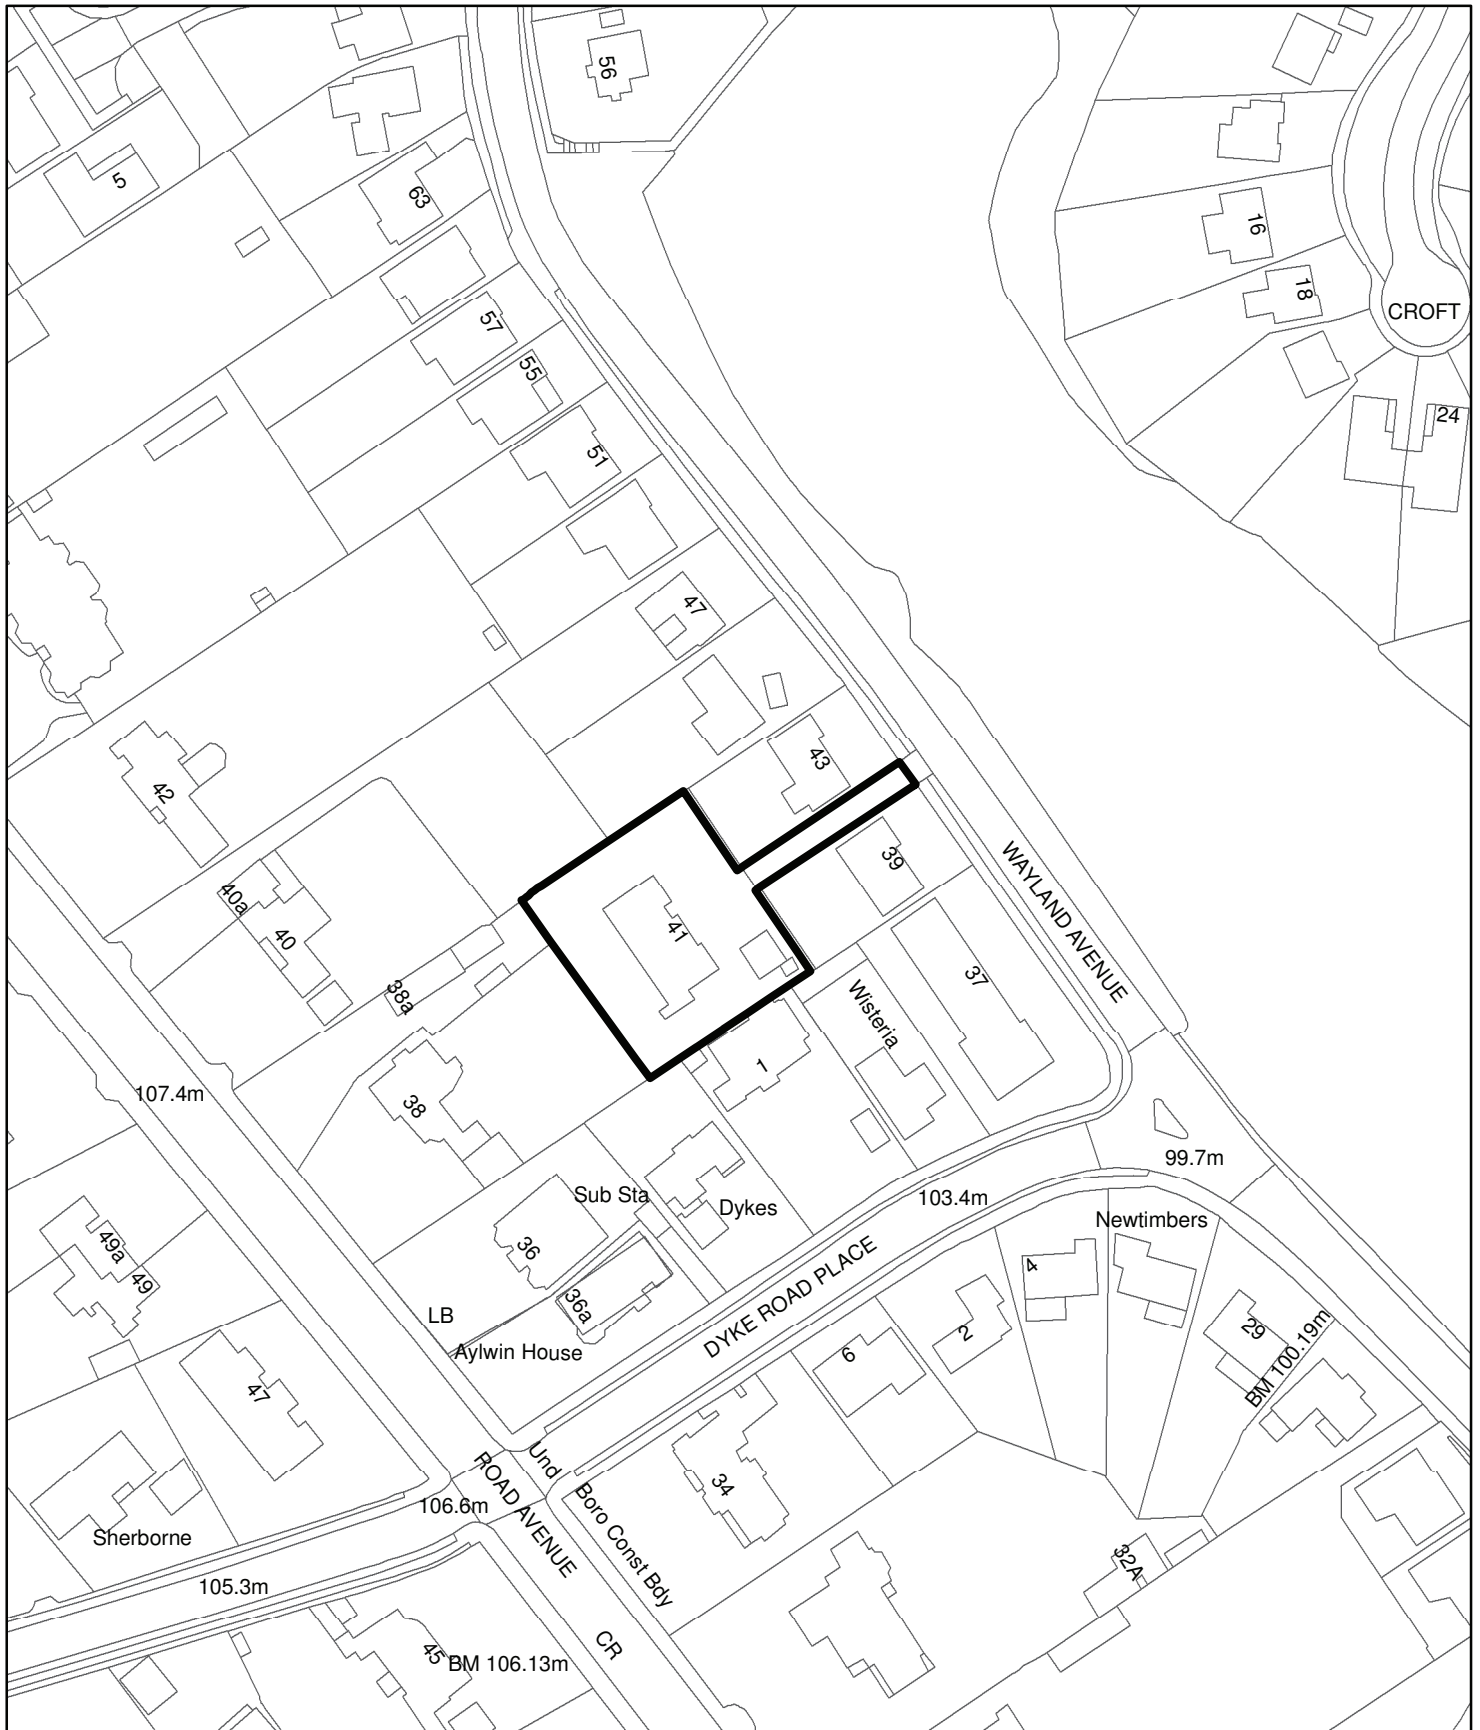 56
5
63
16
18
CROFT
57
55
24
51
47
43
42
39
40a
41
40
WAYLAND AVENUE
37
38a
Wisteria
1
107.4m
38
99.7m
Sub Sta
103.4m
Dykes
Newtimbers
49a
36
49
4
36a
LB
DYKE ROAD PLACE
29
BM 100.19m
Aylwin House
2
6
47
Und
ROAD AVENUE
34
106.6m
Boro Const Bdy
Sherborne
32A
105.3m
CR
45
BM 106.13m